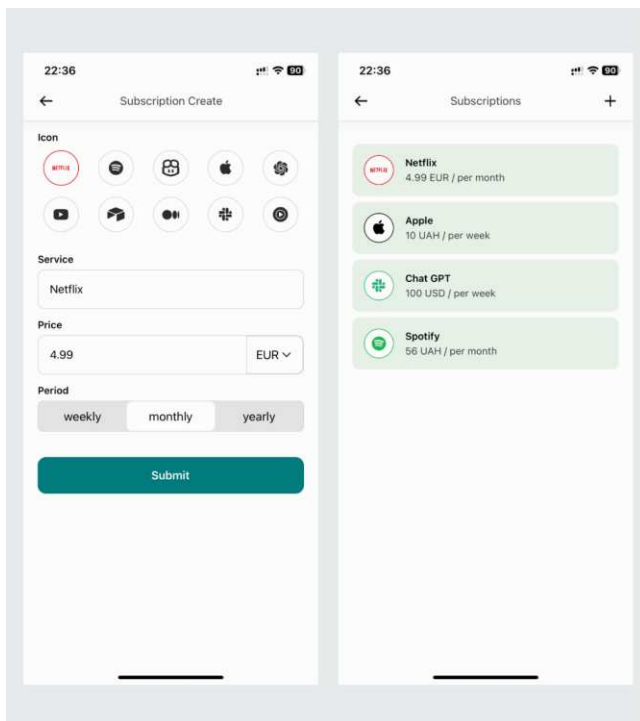 22:36
90
Subscription Create
Icon
NETFLIX
Service
Netflix
Price
4.99
EUR
Period
weekly monthly yearly
Submit
22:36
90
Subscriptions
NETFLIX
Netflix
4.99 EUR / per month
Apple
10 UAH / per week
Chat GPT
100 USD / per week
Spotify
56 UAH / per month